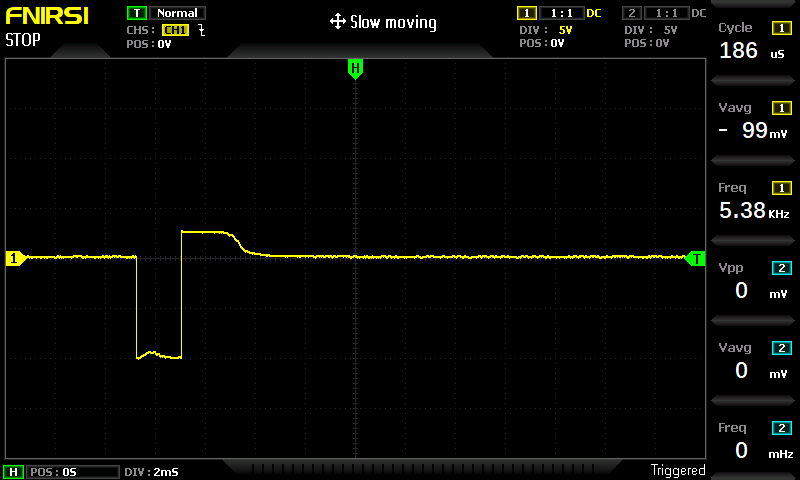 FNIRSI
STOP
T Normal
CHS: CH1
POS: 0V
Slow moving
1 1:1 DC
DIV: 5V
POS: 0V
2 1:1 DC
DIV: 5V
POS: 0V
H
1
T
Cycle 1
186 uS
Vavg 1
- 99 mV
Freq 1
5.38 KHz
Vpp 2
0 mV
Vavg 2
0 mV
Freq 2
0 mHz
H POS: 0S DIV: 2mS
Triggered